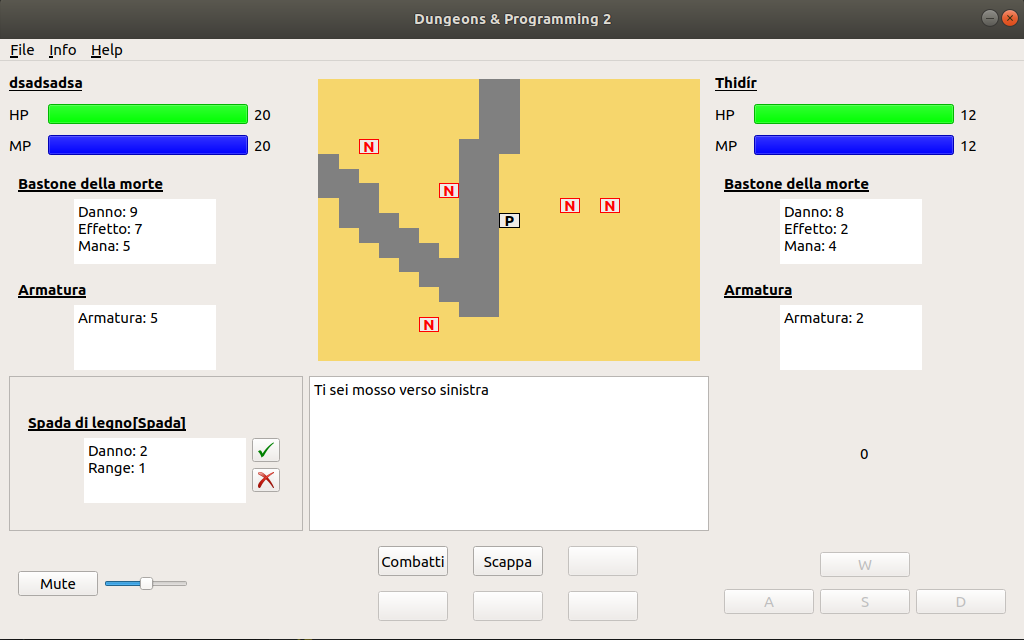 Dungeons & Programming 2
File Info Help
dsadsadsa
HP 20
MP 20
Bastone della morte
Danno: 9
Effetto: 7
Mana: 5
Armatura
Armatura: 5
Spada di legno[Spada]
Danno: 2
Range: 1
Mute
N
N
N
N
P
N
Ti sei mosso verso sinistra
Combatti
Scappa
Thidír
HP 12
MP 12
Bastone della morte
Danno: 8
Effetto: 2
Mana: 4
Armatura
Armatura: 2
0
W
A
S
D